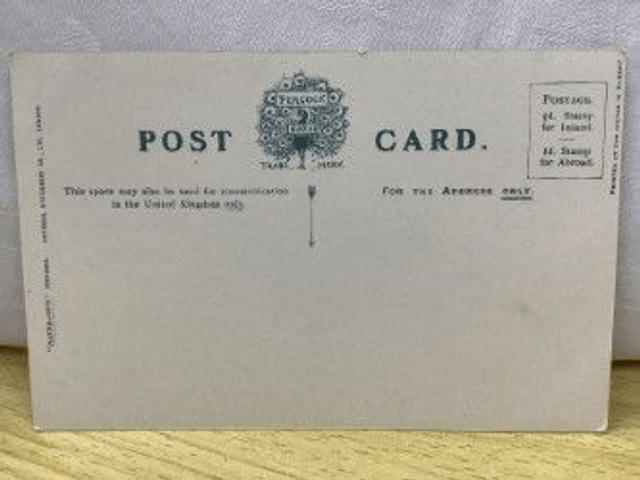 PEACOCK
BRAND
TRADE MARK
POST CARD.
POSTAGE
½d. Stamp
for Inland.
1d. Stamp
for Abroad.
This space may also be used for communication
in the United Kingdom only.
FOR THE ADDRESS ONLY.